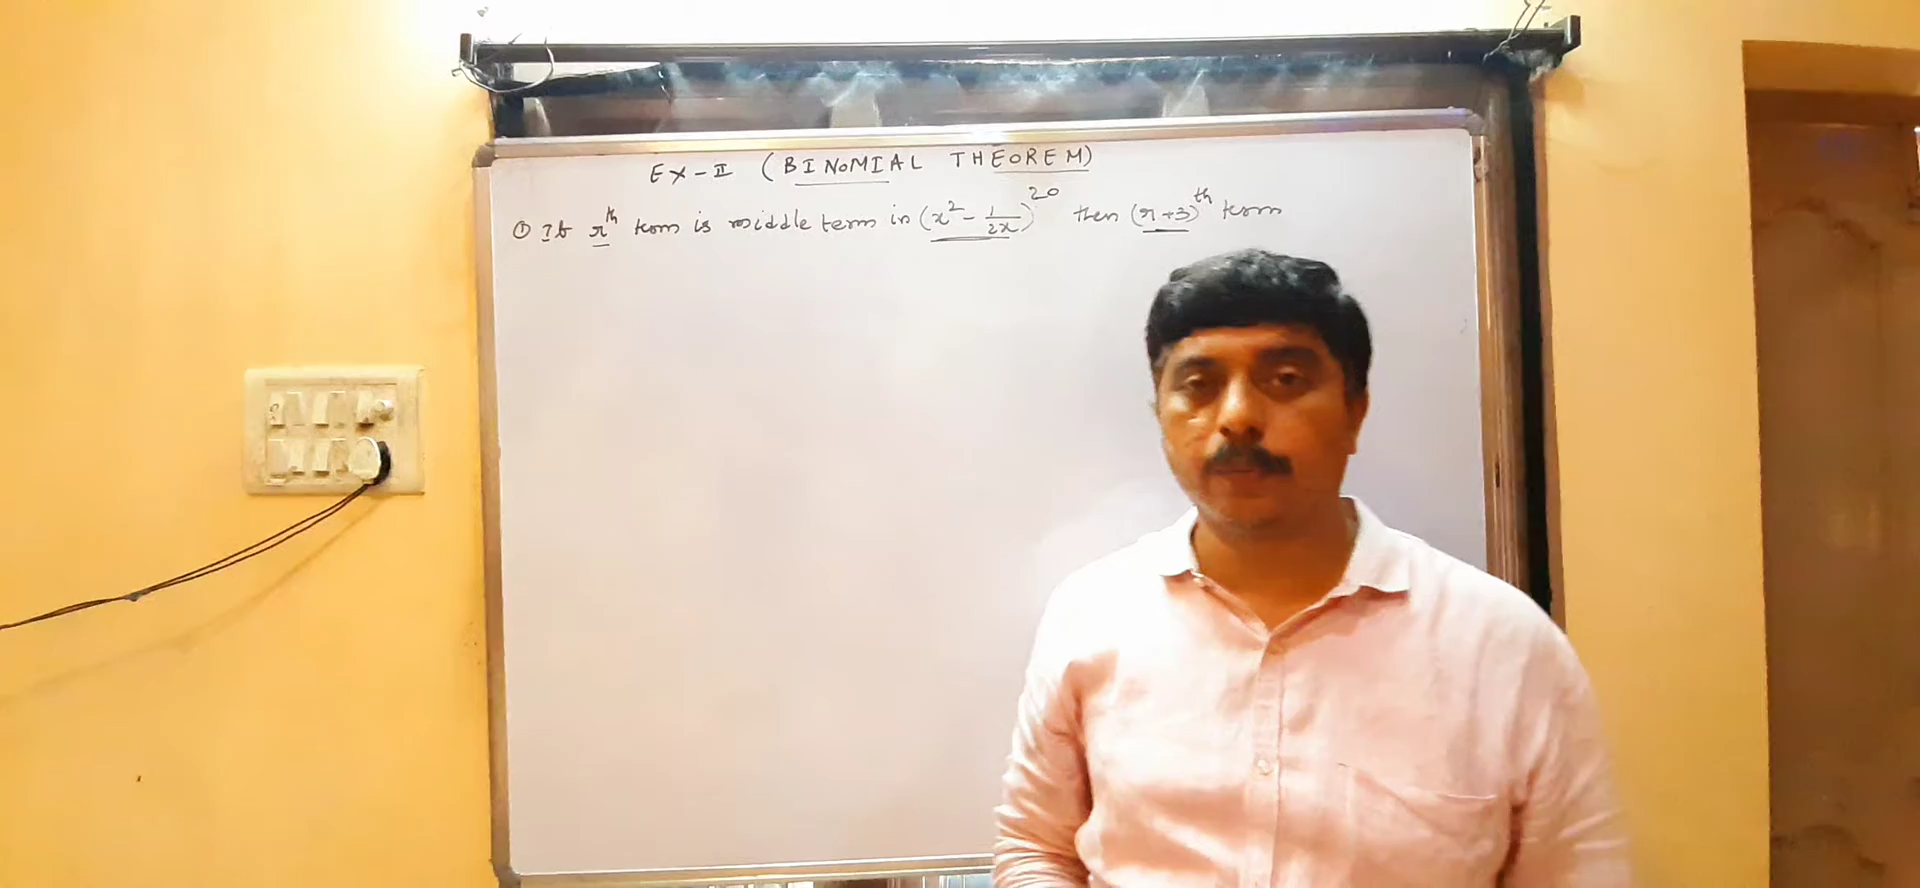 EX-II (BINOMIAL THEOREM)
① If rᵗʰ term is middle term in (x² - 1/2x)²⁰ then (r+3)ᵗʰ term